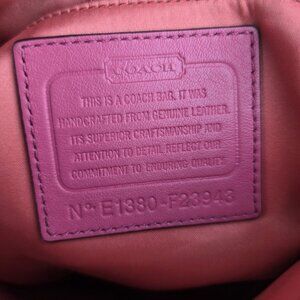 COACH
THIS IS A COACH BAG. IT WAS
HANDCRAFTED FROM GENUINE LEATHER.
ITS SUPERIOR CRAFTSMANSHIP AND
ATTENTION TO DETAIL REFLECT OUR
COMMITMENT TO ENDURING QUALITY.
Nº. E1380-F23943